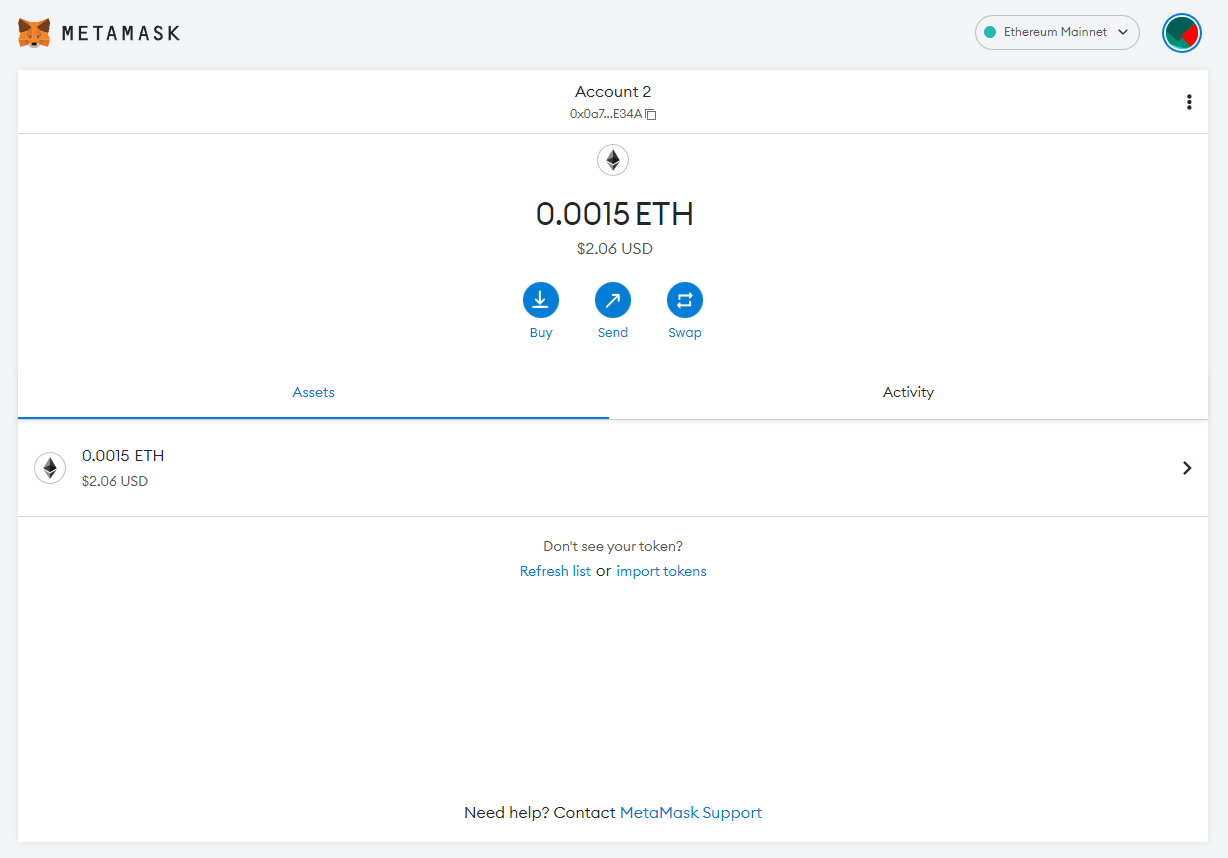 METAMASK
Ethereum Mainnet
Account 2
0x0a7...E34A
0.0015 ETH
$2.06 USD
Buy
Send
Swap
Assets
Activity
0.0015 ETH
$2.06 USD
Don't see your token?
Refresh list or import tokens
Need help? Contact MetaMask Support